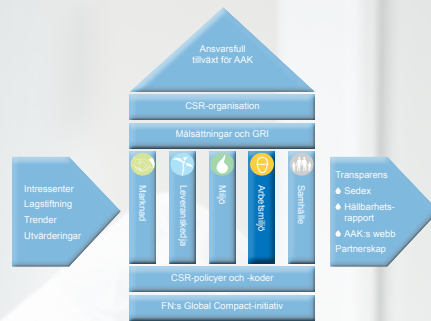 Ansvarsfull
tillväxt för AAK
CSR-organisation
Målsättningar och GRI
Intressenter
Lagstiftning
Trender
Utvärderingar
Marknad
Leveranskedja
Miljö
Arbetsmiljö
Samhälle
Transparens
Sedex
Hållbarhets-
rapport
AAK:s webb
Partnerskap
CSR-policyer och -koder
FN:s Global Compact-initiativ